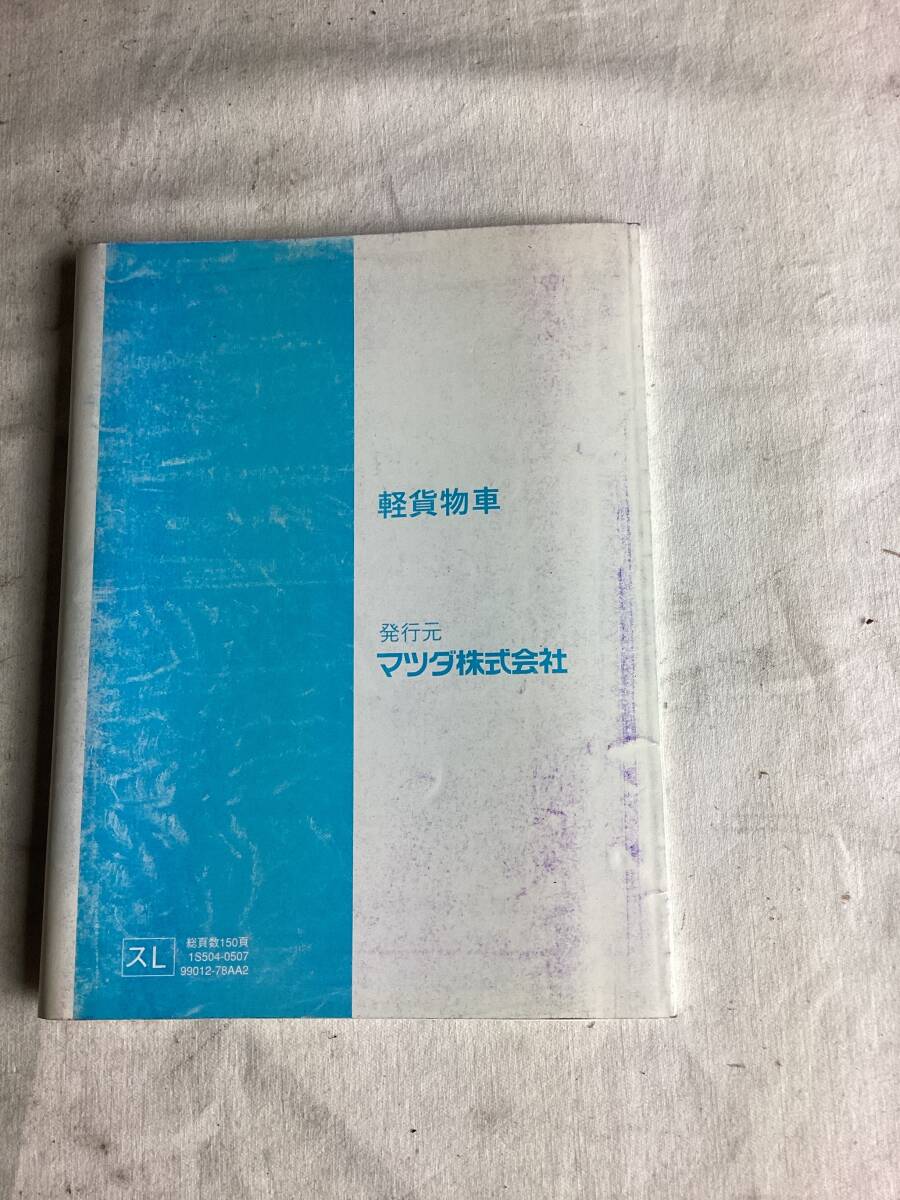 軽貨物車
発行元
マツダ株式会社
スL
総頁数150頁
1S504-0507
99012-78AA2